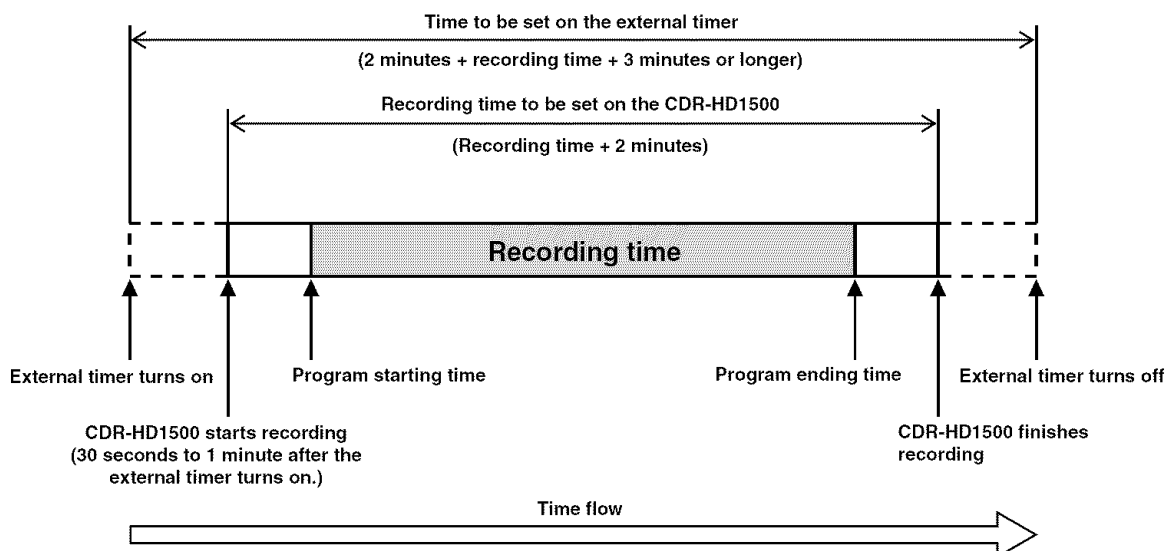 Time to be set on the external timer
(2 minutes + recording time + 3 minutes or longer)
Recording time to be set on the CDR-HD1500
(Recording time + 2 minutes)
Recording time
External timer turns on
Program starting time
Program ending time
External timer turns off
CDR-HD1500 starts recording
(30 seconds to 1 minute after the
external timer turns on.)
CDR-HD1500 finishes
recording
Time flow